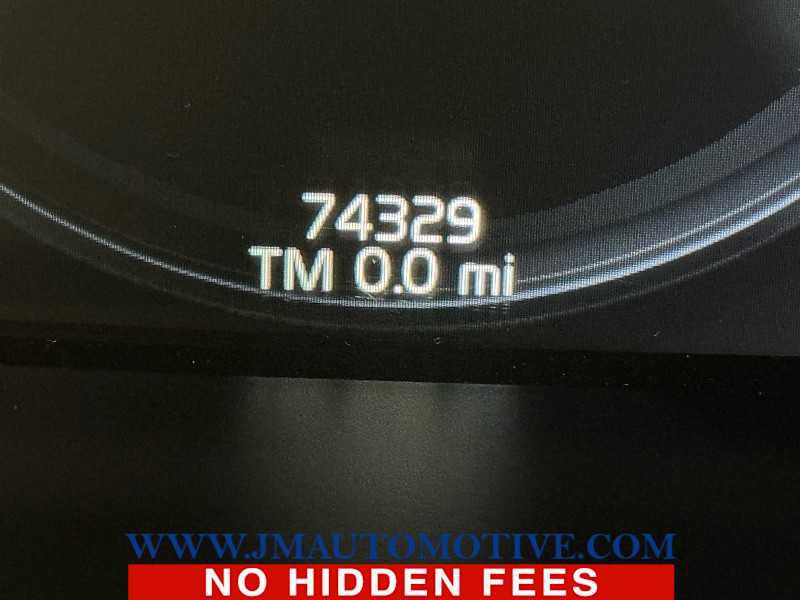 74329
TM 0.0 mi
WWW.JMAUTOMOTIVE.COM
NO HIDDEN FEES